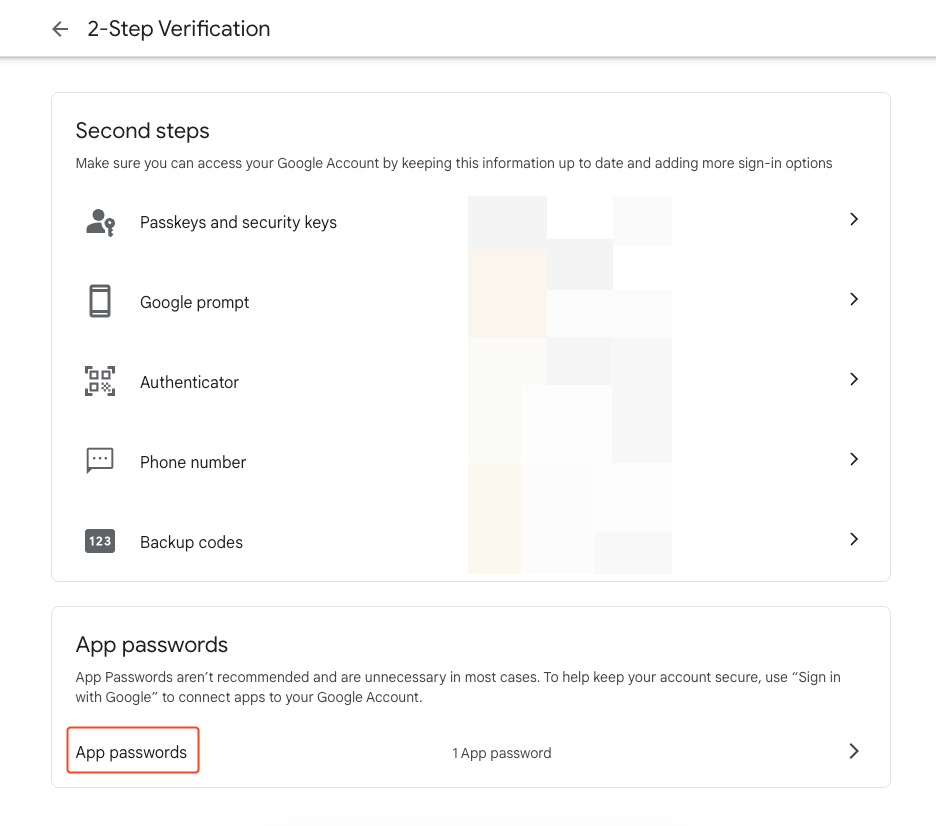 2-Step Verification
Second steps
Make sure you can access your Google Account by keeping this information up to date and adding more sign-in options
Passkeys and security keys
Google prompt
Authenticator
Phone number
123 Backup codes
App passwords
App Passwords aren’t recommended and are unnecessary in most cases. To help keep your account secure, use “Sign in
with Google” to connect apps to your Google Account.
App passwords 1 App password